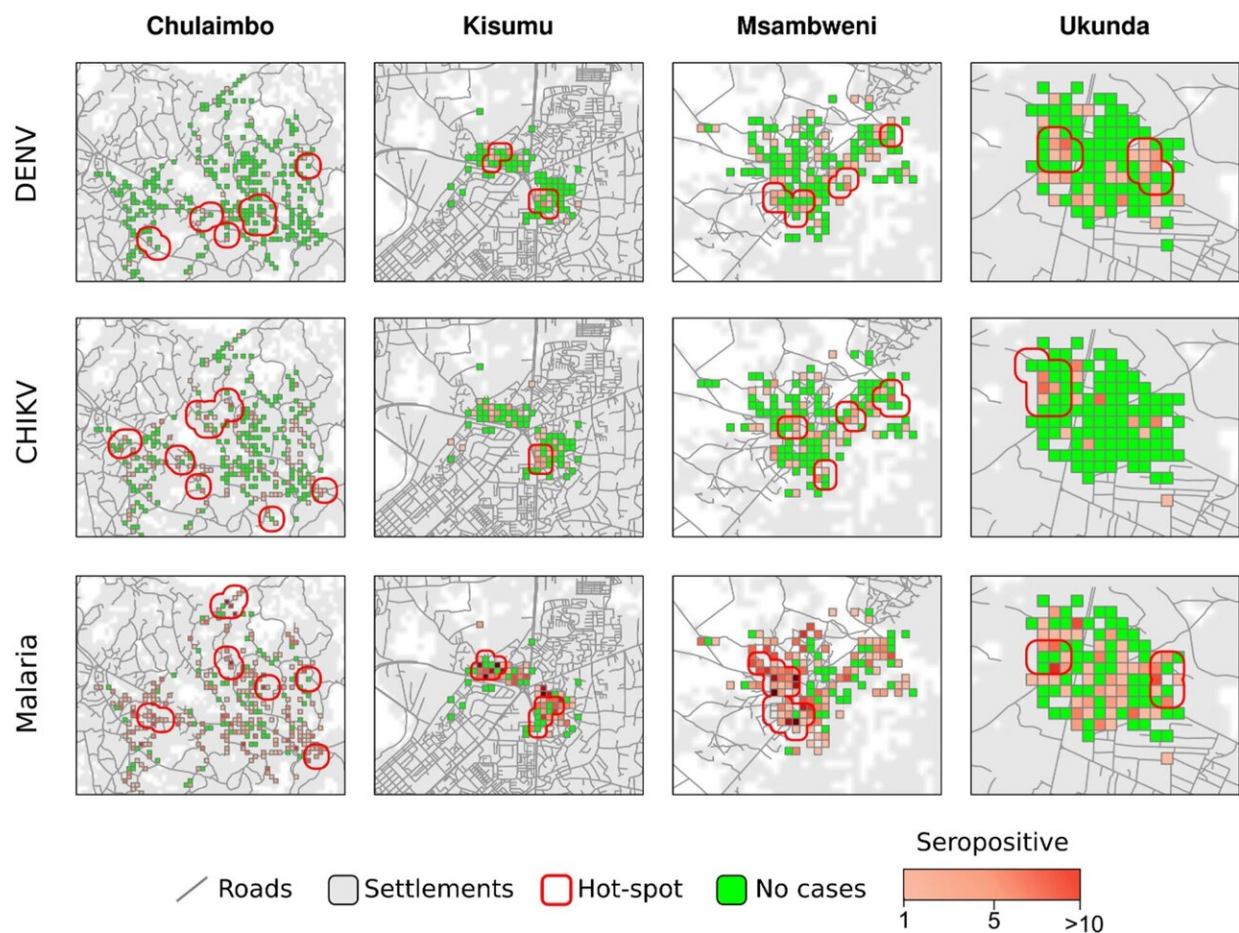 Chulaimbo Kisumu Msambweni Ukunda
DENV
CHIKV
Malaria
Seropositive
Roads Settlements Hot-spot No cases
1 5 >10